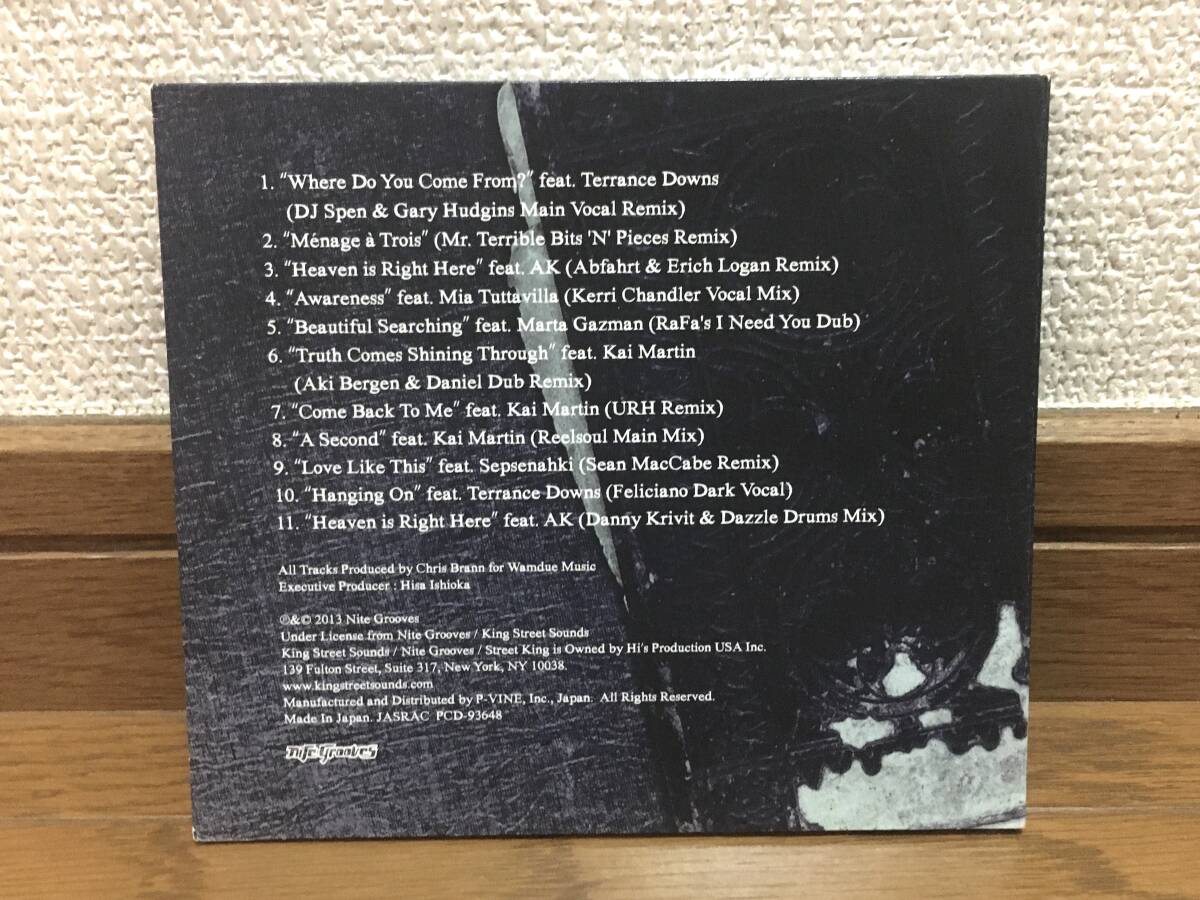 1. "Where Do You Come From?" feat. Terrance Downs
(DJ Spen & Gary Hudgins Main Vocal Remix)
2. "Ménage à Trois" (Mr. Terrible Bits 'N' Pieces Remix)
3. "Heaven is Right Here" feat. AK (Abfahrt & Erich Logan Remix)
4. "Awareness" feat. Mia Tuttavilla (Kerri Chandler Vocal Mix)
5. "Beautiful Searching" feat. Marta Gazman (RaFa's I Need You Dub)
6. "Truth Comes Shining Through" feat. Kai Martin
(Aki Bergen & Daniel Dub Remix)
7. "Come Back To Me" feat. Kai Martin (URH Remix)
8. "A Second" feat. Kai Martin (Reelsoul Main Mix)
9. "Love Like This" feat. Sepsenahki (Sean MacCabe Remix)
10. "Hanging On" feat. Terrance Downs (Feliciano Dark Vocal)
11. "Heaven is Right Here" feat. AK (Danny Krivit & Dazzle Drums Mix)
All Tracks Produced by Chris Brann for Wamdue Music
Executive Producer : Hisa Ishioka
℗&© 2013 Nite Grooves
Under License from Nite Grooves / King Street Sounds
King Street Sounds / Nite Grooves / Street King is Owned by Hi's Production USA Inc.
139 Fulton Street, Suite 317, New York, NY 10038.
www.kingstreetsounds.com
Manufactured and Distributed by P-VINE, Inc., Japan. All Rights Reserved.
Made In Japan. JASRAC PCD-93648
nite grooves